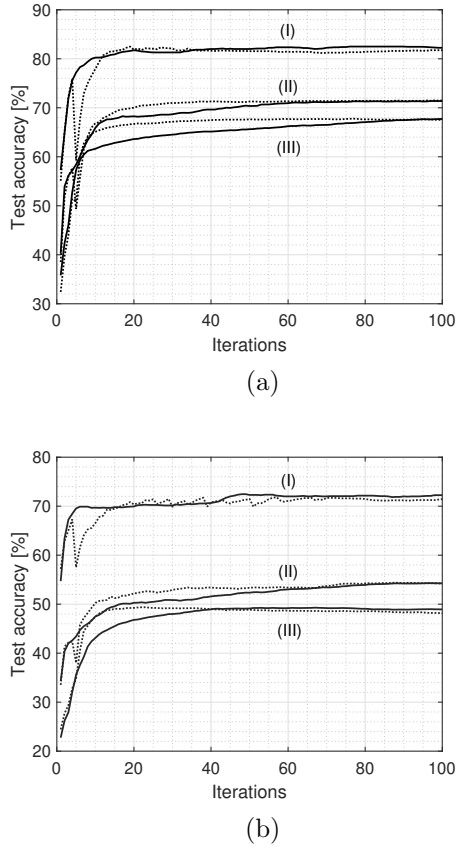 90
80
70
60
50
40
30
Test accuracy [%]
(I)
(II)
(III)
0 20 40 60 80 100
Iterations
(a)
80
70
60
50
40
30
20
Test accuracy [%]
(I)
(II)
(III)
0 20 40 60 80 100
Iterations
(b)